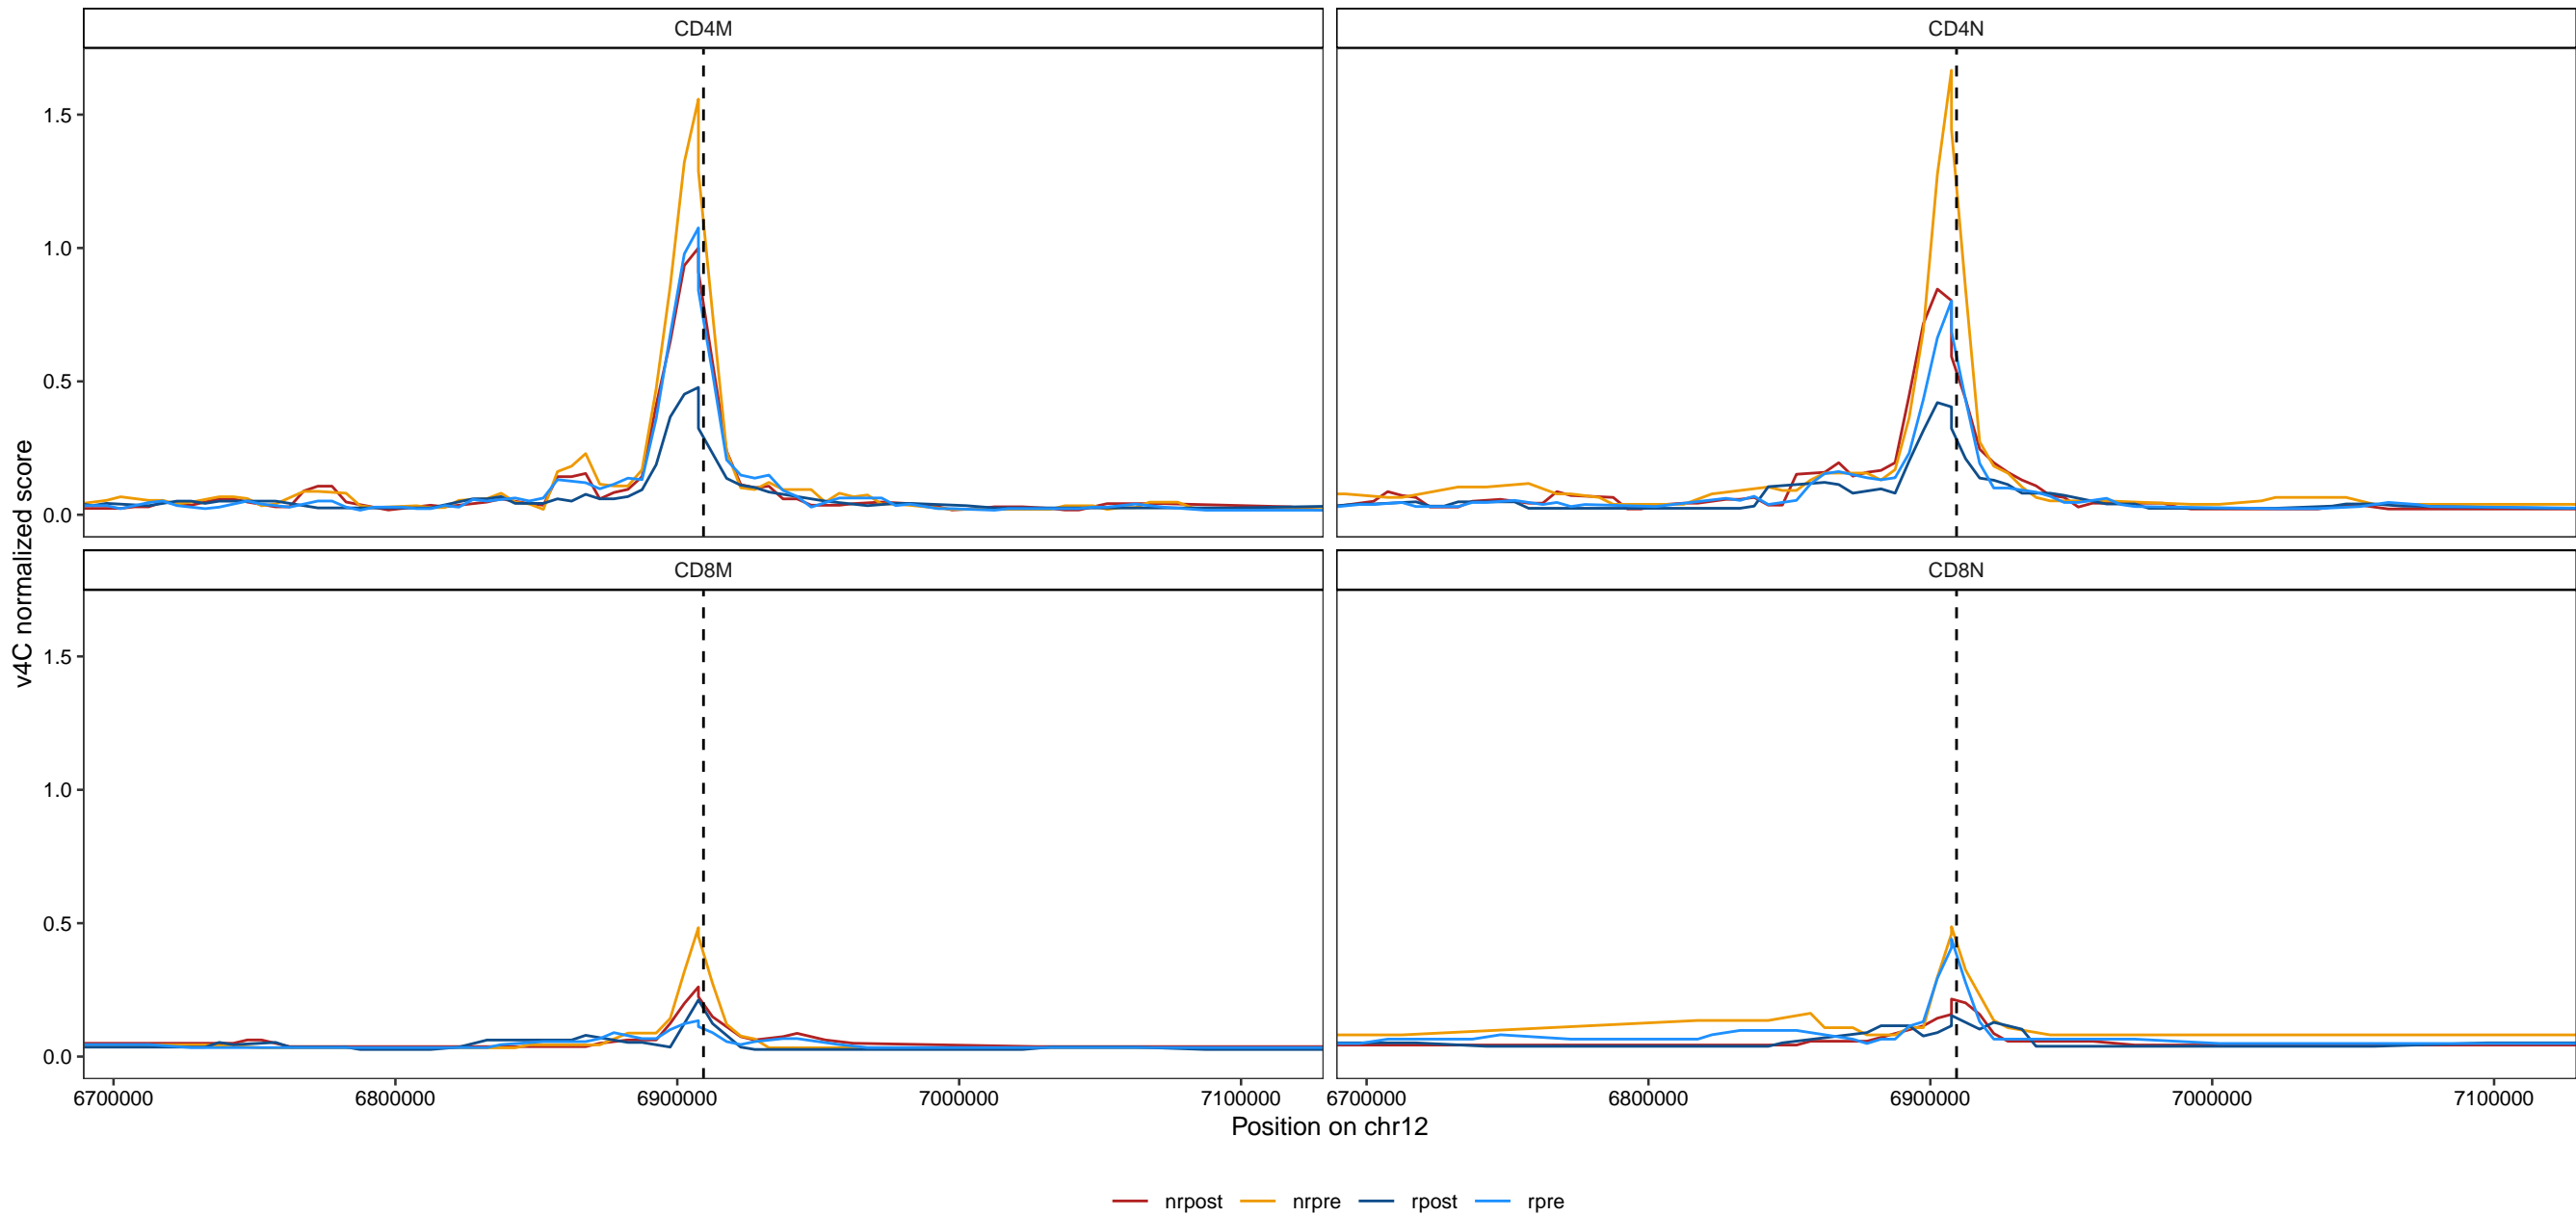 CD4M
CD4N
1.5
1.0
0.5
0.0
CD8M
CD8N
1.5
1.0
0.5
0.0
v4C normalized score
6700000 6800000 6900000 7000000 7100000
6700000 6800000 6900000 7000000 7100000
Position on chr12
nrpost nrpre rpost rpre